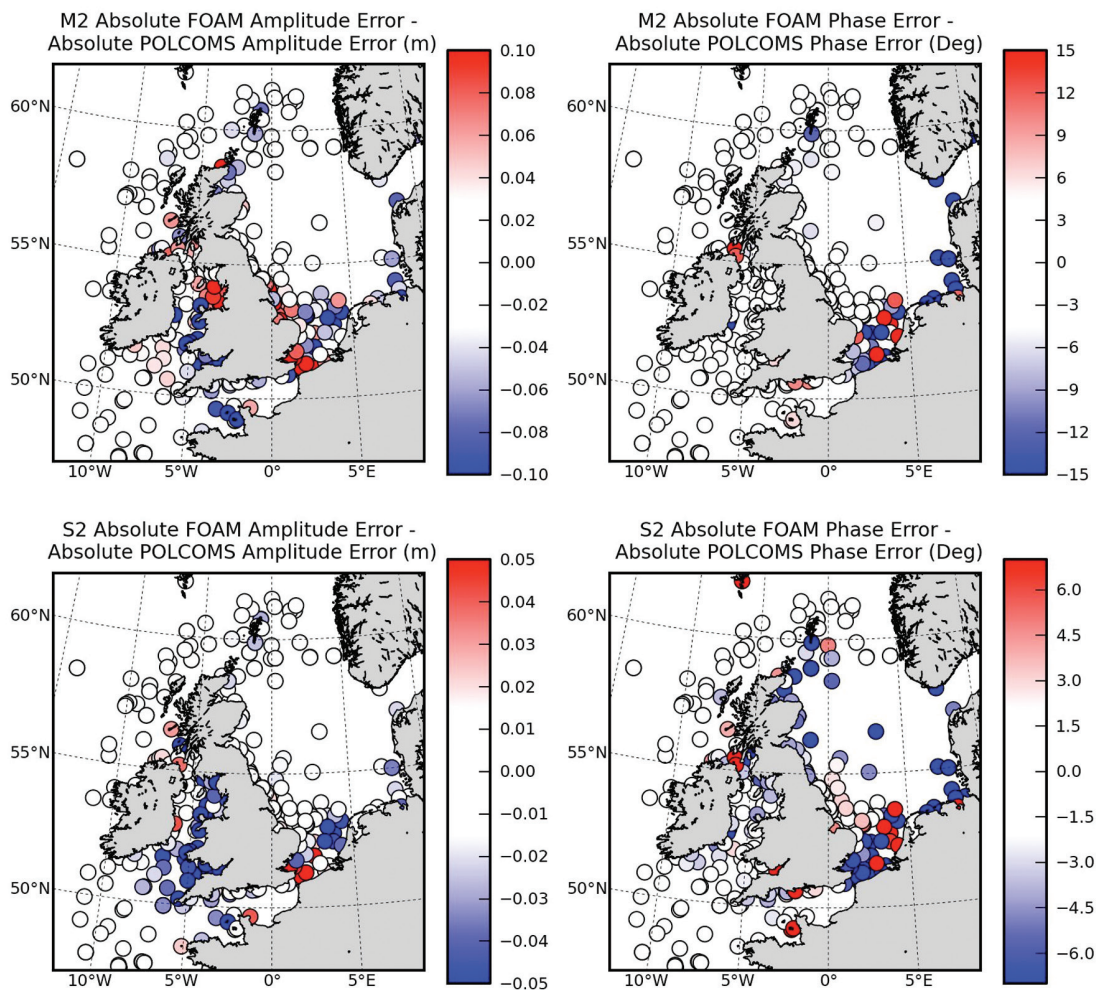 M2 Absolute FOAM Amplitude Error -
Absolute POLCOMS Amplitude Error (m)
0.10
0.08
0.06
0.04
0.02
0.00
−0.02
−0.04
−0.06
−0.08
−0.10
60°N
55°N
50°N
10°W 5°W 0° 5°E
M2 Absolute FOAM Phase Error -
Absolute POLCOMS Phase Error (Deg)
15
12
9
6
3
0
−3
−6
−9
−12
−15
60°N
55°N
50°N
10°W 5°W 0° 5°E
S2 Absolute FOAM Amplitude Error -
Absolute POLCOMS Amplitude Error (m)
0.05
0.04
0.03
0.02
0.01
0.00
−0.01
−0.02
−0.03
−0.04
−0.05
60°N
55°N
50°N
10°W 5°W 0° 5°E
S2 Absolute FOAM Phase Error -
Absolute POLCOMS Phase Error (Deg)
6.0
4.5
3.0
1.5
0.0
−1.5
−3.0
−4.5
−6.0
60°N
55°N
50°N
10°W 5°W 0° 5°E